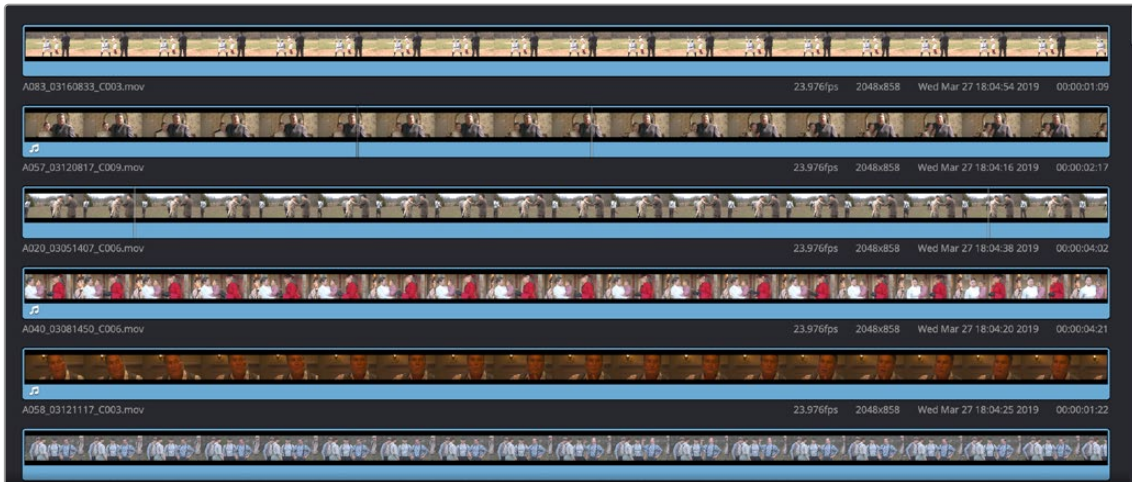 A083_03160833_C003.mov 23.976fps 2048x858 Wed Mar 27 18:04:54 2019 00:00:01:09
A057_03120817_C009.mov 23.976fps 2048x858 Wed Mar 27 18:04:16 2019 00:00:02:17
A020_03051407_C006.mov 23.976fps 2048x858 Wed Mar 27 18:04:38 2019 00:00:04:02
A040_03081450_C006.mov 23.976fps 2048x858 Wed Mar 27 18:04:20 2019 00:00:04:21
A058_03121117_C003.mov 23.976fps 2048x858 Wed Mar 27 18:04:25 2019 00:00:01:22